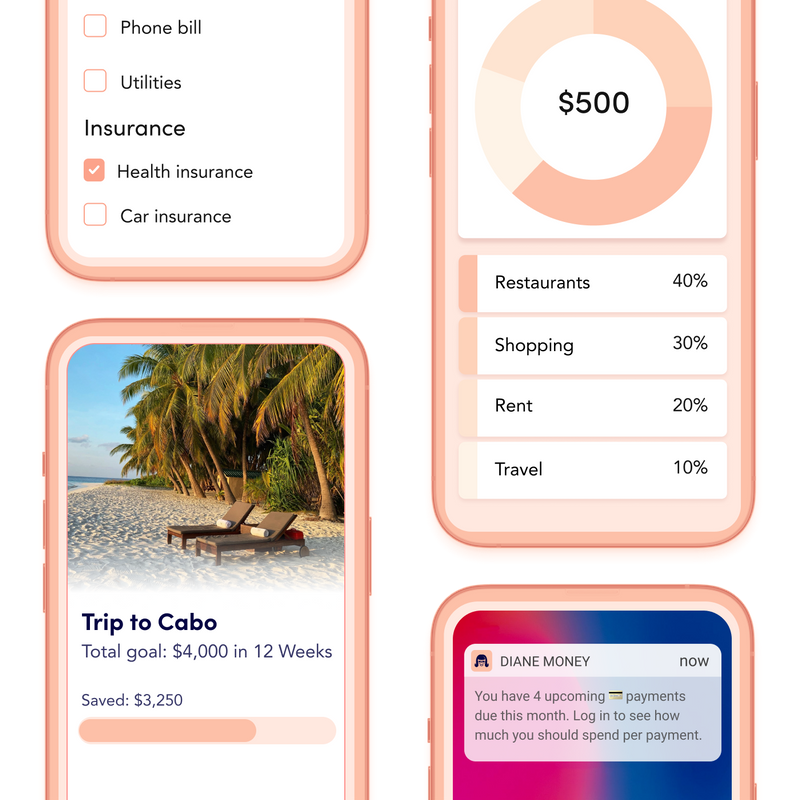 Phone bill
Utilities
Insurance
Health insurance
Car insurance
Trip to Cabo
Total goal: $4,000 in 12 Weeks
Saved: $3,250
$500
Restaurants 40%
Shopping 30%
Rent 20%
Travel 10%
DIANE MONEY now
You have 4 upcoming 💳 payments
due this month. Log in to see how
much you should spend per payment.